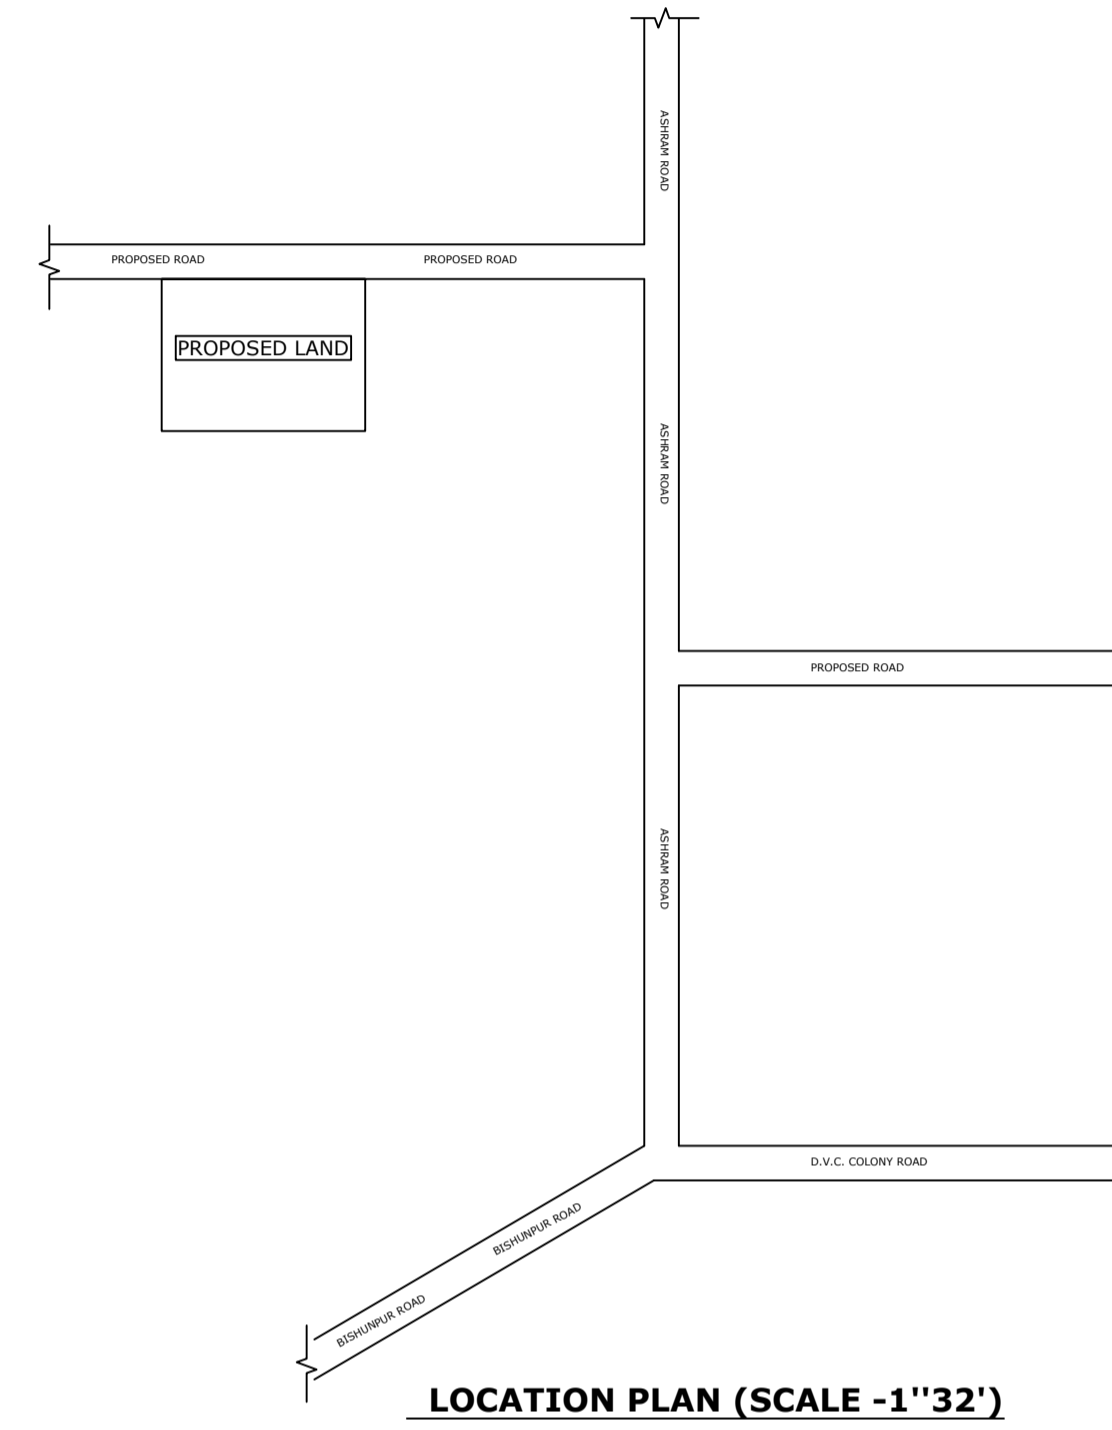 ASHRAM ROAD
PROPOSED ROAD
PROPOSED ROAD
PROPOSED LAND
ASHRAM ROAD
PROPOSED ROAD
ASHRAM ROAD
D.V.C. COLONY ROAD
BISHUNPUR ROAD
BISHUNPUR ROAD
LOCATION PLAN (SCALE -1''32')